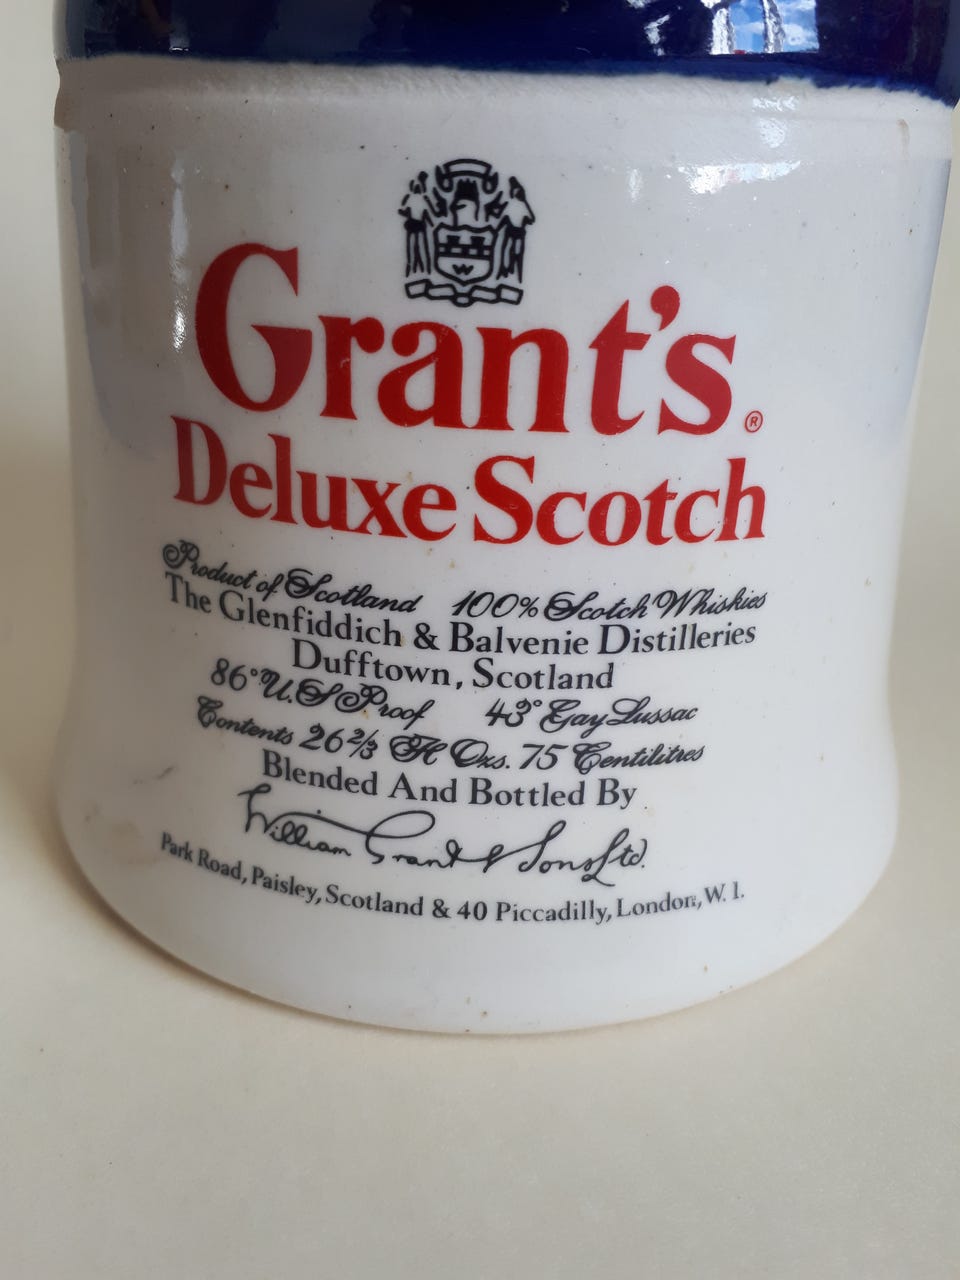 Grant's®
Deluxe Scotch
Product of Scotland 100% Scotch Whiskies
The Glenfiddich & Balvenie Distilleries
Dufftown, Scotland
86° U.S Proof 43° Gay Lussac
Contents 26⅔ Fl Ozs. 75 Centilitres
Blended And Bottled By
William Grant & Sons Ltd.
Park Road, Paisley, Scotland & 40 Piccadilly, London, W. 1.